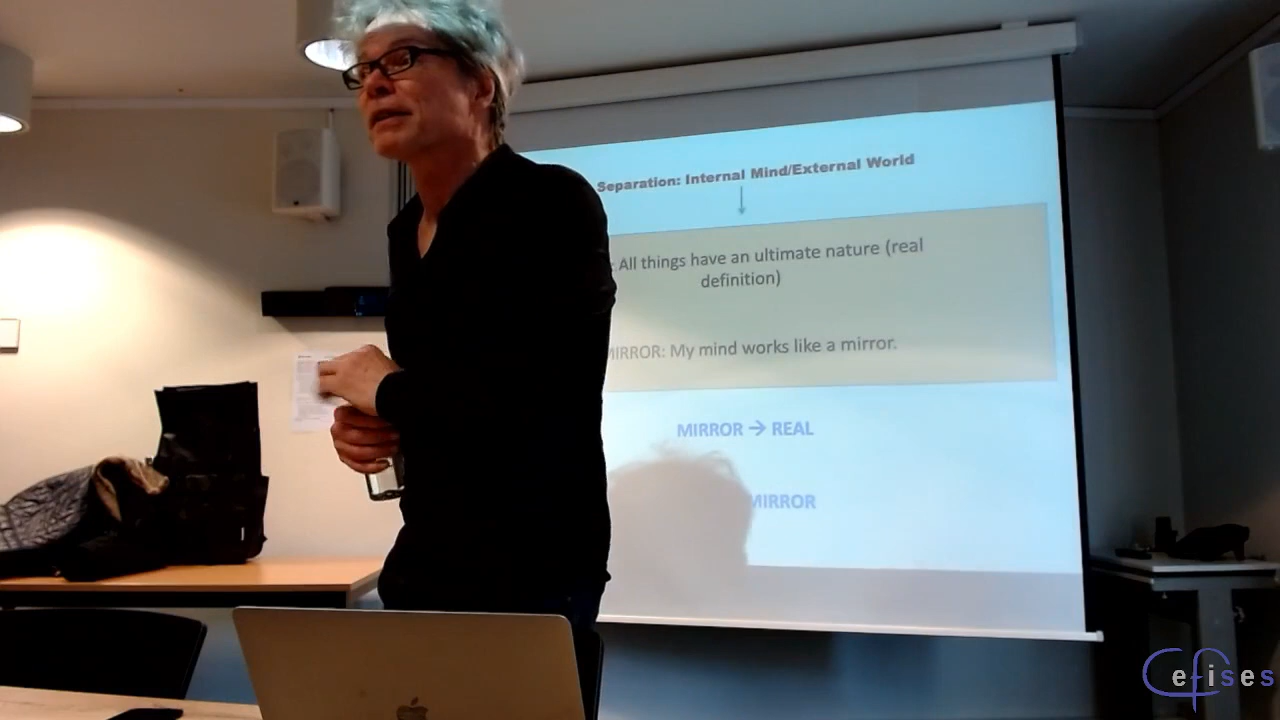 Separation: Internal Mind/External World
: All things have an ultimate nature (real
definition)
MIRROR: My mind works like a mirror.
MIRROR → REAL
MIRROR
efises